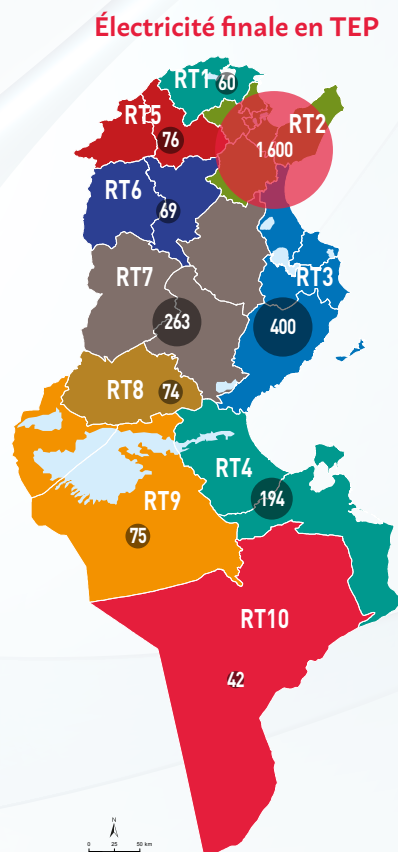 Électricité finale en TEP
RT1
60
RT5
76
RT2
1 600
RT6
69
RT3
RT7
263
400
RT8
74
RT4
194
RT9
75
RT10
42
N
0 25 50 km